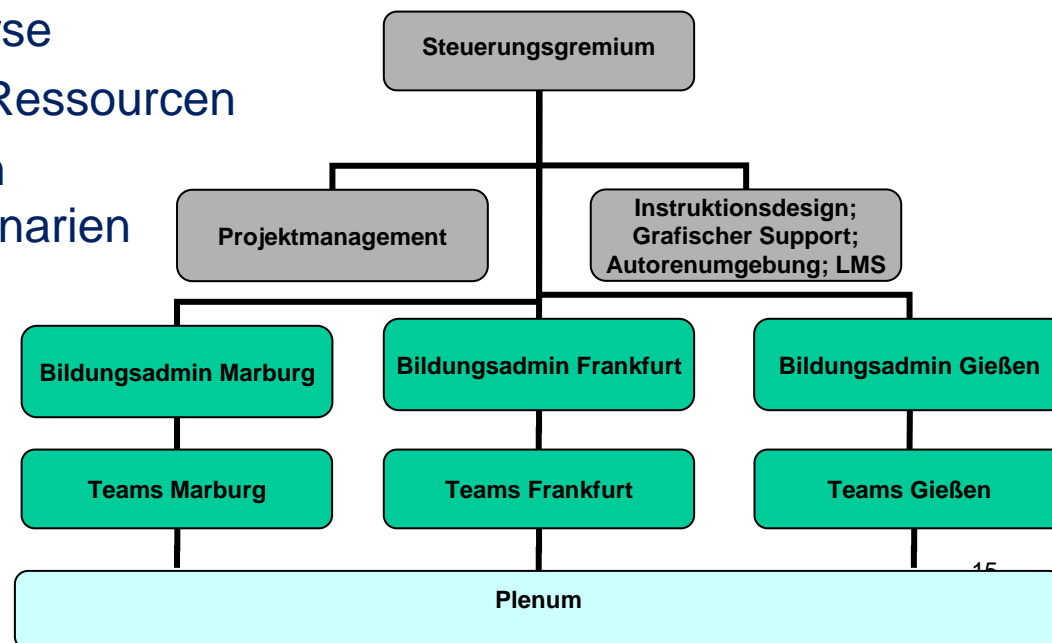 Ressourcen
Steuerungsgremium
Projektmanagement
Instruktionsdesign;
Grafischer Support;
Autorenumgebung; LMS
Bildungsadmin Marburg
Bildungsadmin Frankfurt
Bildungsadmin Gießen
Teams Marburg
Teams Frankfurt
Teams Gießen
15
Plenum